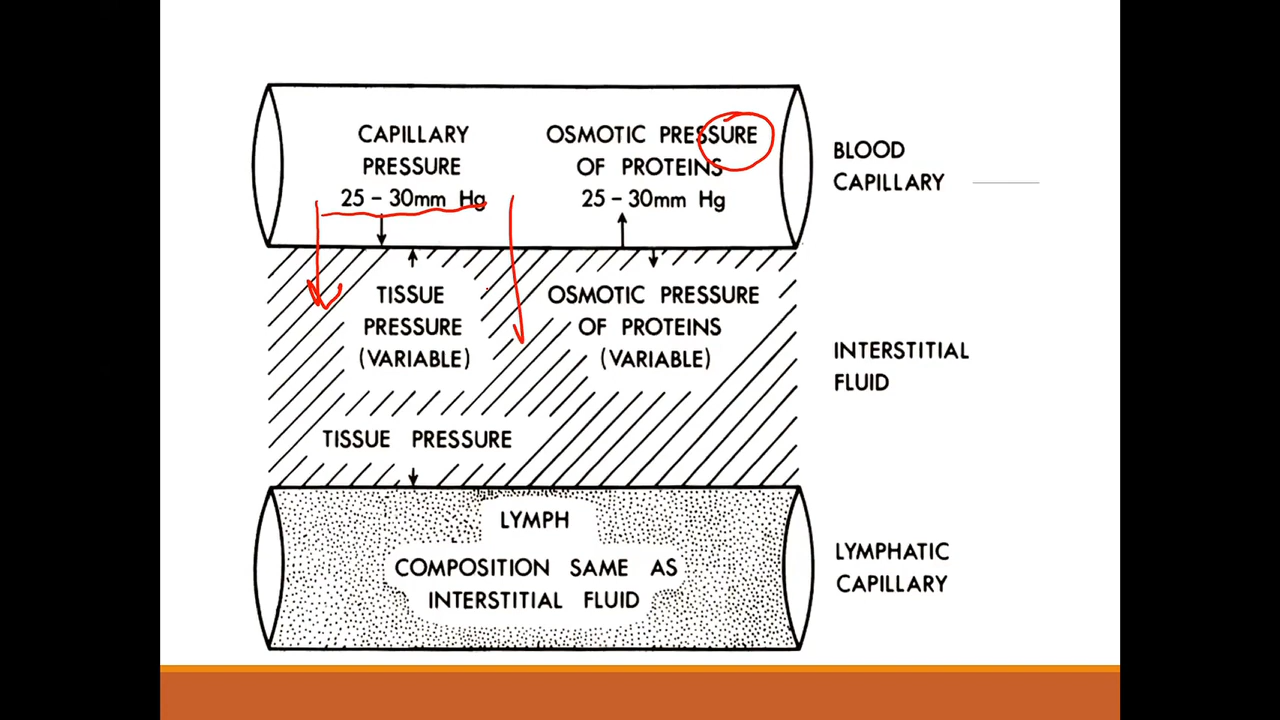 CAPILLARY
PRESSURE
25 – 30mm Hg
OSMOTIC PRESSURE
OF PROTEINS
25 – 30mm Hg
BLOOD
CAPILLARY
TISSUE
PRESSURE
(VARIABLE)
OSMOTIC PRESSURE
OF PROTEINS
(VARIABLE)
INTERSTITIAL
FLUID
TISSUE PRESSURE
LYMPH
COMPOSITION SAME AS
INTERSTITIAL FLUID
LYMPHATIC
CAPILLARY